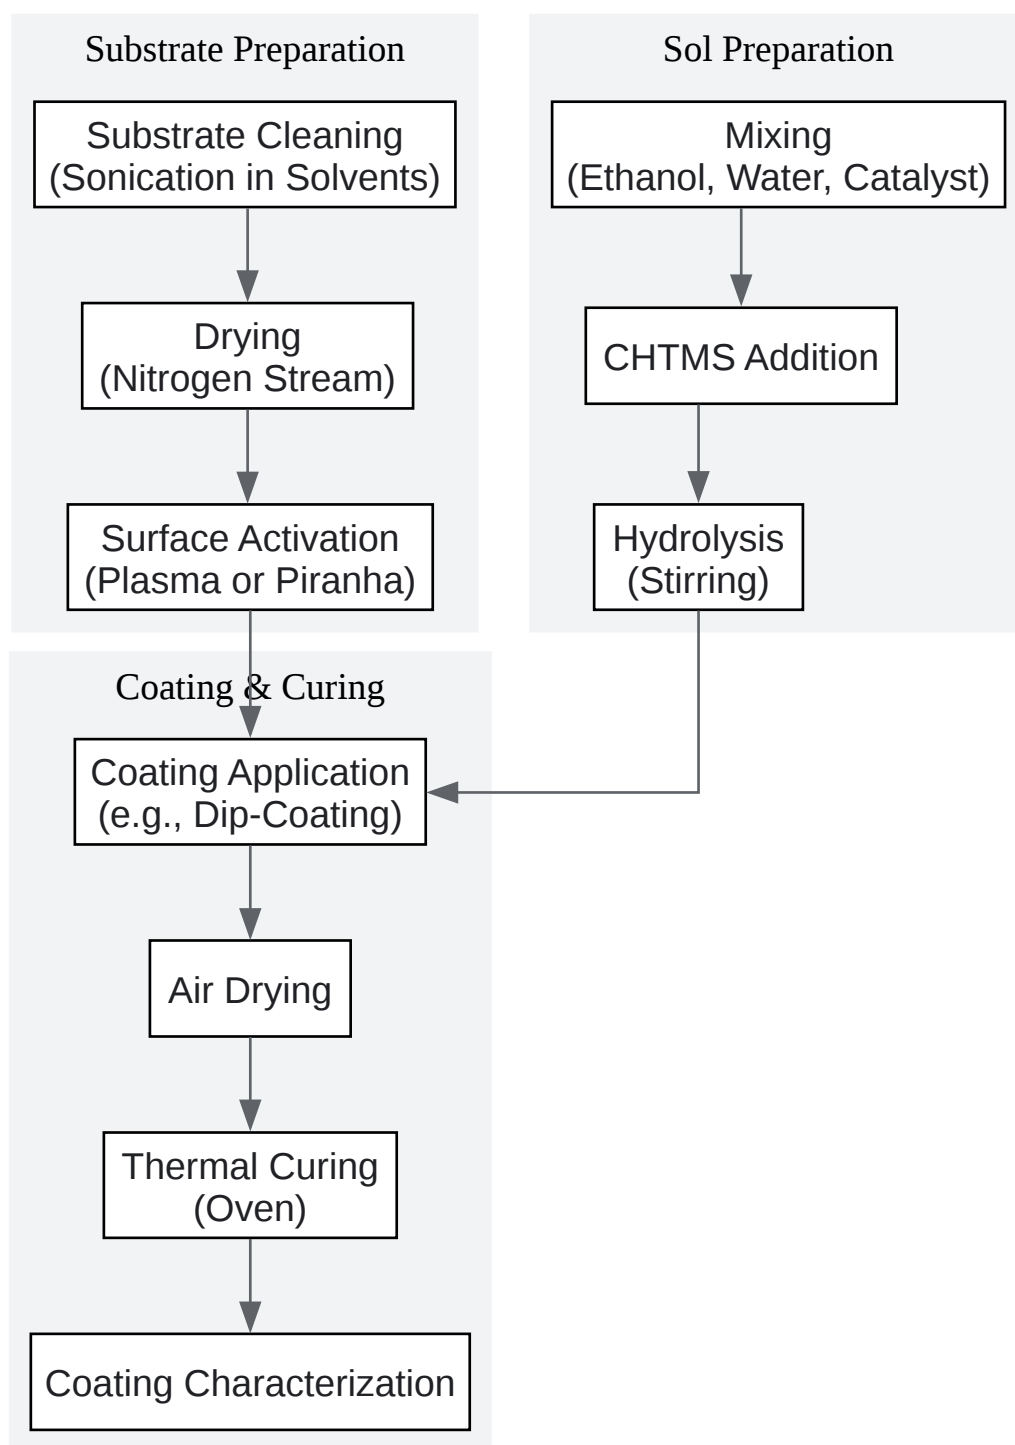 Substrate Preparation
Substrate Cleaning
(Sonication in Solvents)
Drying
(Nitrogen Stream)
Surface Activation
(Plasma or Piranha)
Sol Preparation
Mixing
(Ethanol, Water, Catalyst)
CHTMS Addition
Hydrolysis
(Stirring)
Coating & Curing
Coating Application
(e.g., Dip-Coating)
Air Drying
Thermal Curing
(Oven)
Coating Characterization